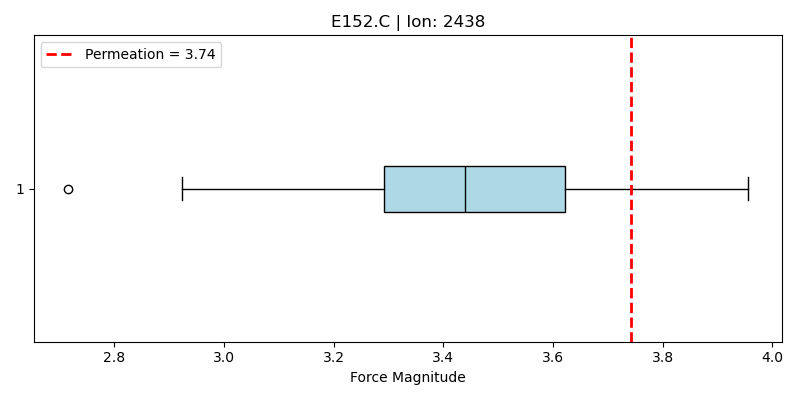 E152.C | Ion: 2438
Permeation = 3.74
1
2.8 3.0 3.2 3.4 3.6 3.8 4.0
Force Magnitude